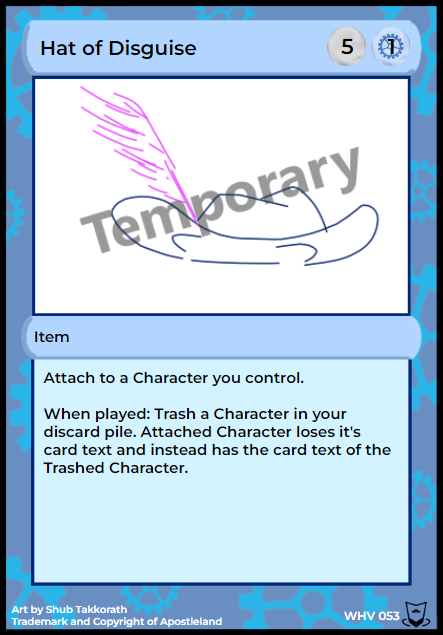 Hat of Disguise
5
1
Temporary
Item
Attach to a Character you control.
When played: Trash a Character in your
discard pile. Attached Character loses it's
card text and instead has the card text of the
Trashed Character.
Art by Shub Takkorath
Trademark and Copyright of Apostleland
WHV 053